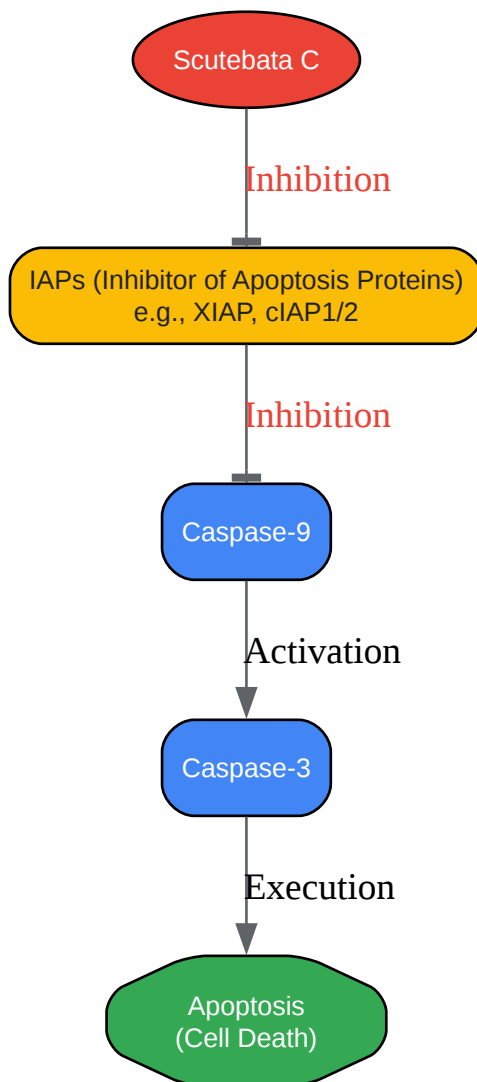 Scutebata C
Inhibition
IAPs (Inhibitor of Apoptosis Proteins)
e.g., XIAP, cIAP1/2
Inhibition
Caspase-9
Activation
Caspase-3
Execution
Apoptosis
(Cell Death)